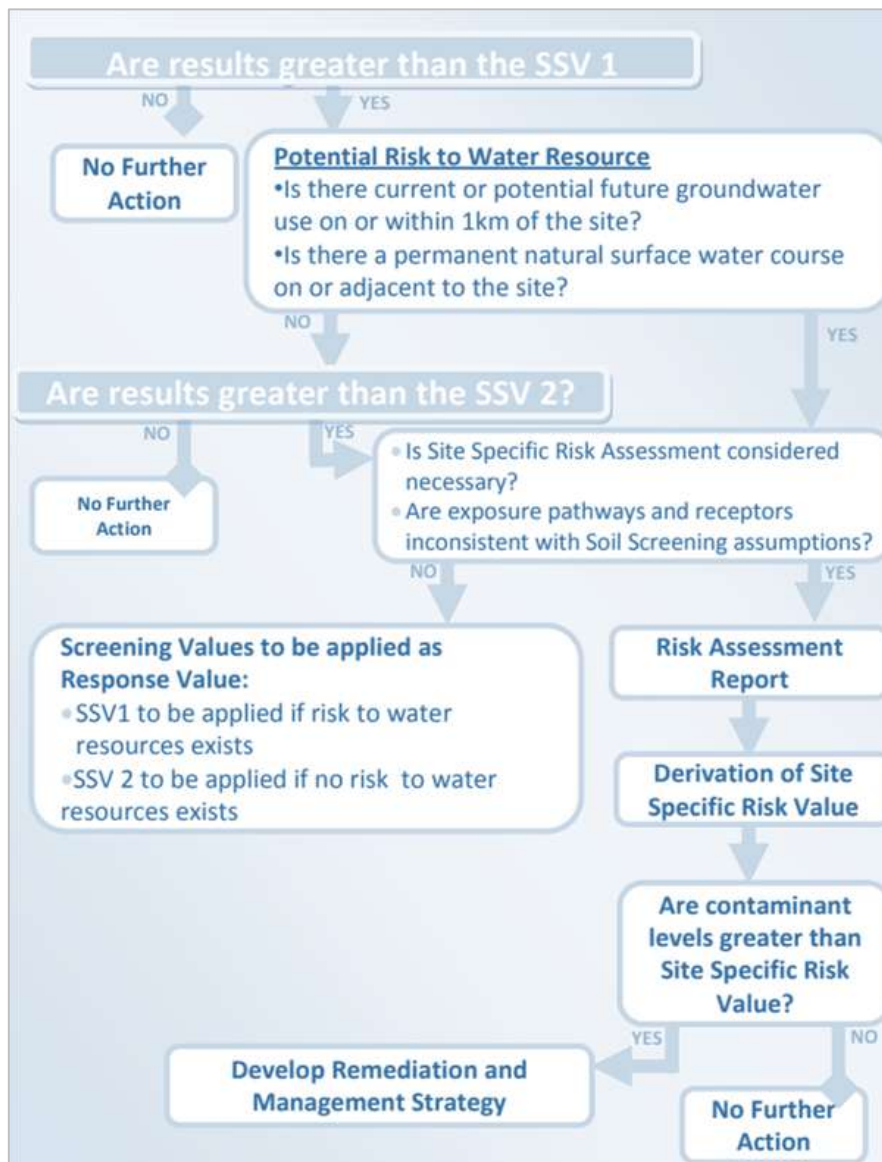 Are results greater than the SSV 1
NO
YES
No Further
Action
Potential Risk to Water Resource
•Is there current or potential future groundwater
use on or within 1km of the site?
•Is there a permanent natural surface water course
on or adjacent to the site?
NO
YES
Are results greater than the SSV 2?
NO
YES
No Further
Action
• Is Site Specific Risk Assessment considered
necessary?
• Are exposure pathways and receptors
inconsistent with Soil Screening assumptions?
NO
YES
Screening Values to be applied as
Response Value:
•SSV1 to be applied if risk to water
resources exists
•SSV 2 to be applied if no risk to water
resources exists
Risk Assessment
Report
Derivation of Site
Specific Risk Value
Are contaminant
levels greater than
Site Specific Risk
Value?
YES
NO
Develop Remediation and
Management Strategy
No Further
Action